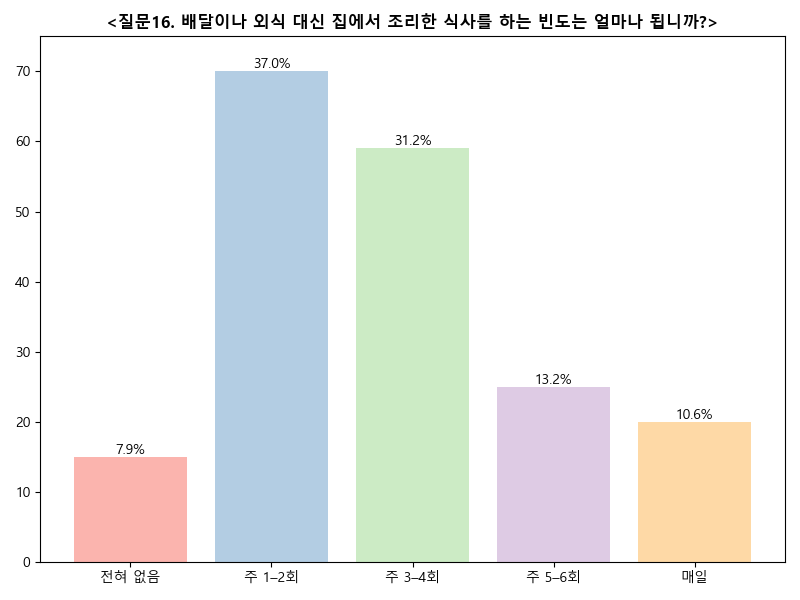 <질문16. 배달이나 외식 대신 집에서 조리한 식사를 하는 빈도는 얼마나 됩니까?>
70
60
50
40
30
20
10
0
7.9%
37.0%
31.2%
13.2%
10.6%
전혀 없음
주 1–2회
주 3–4회
주 5–6회
매일